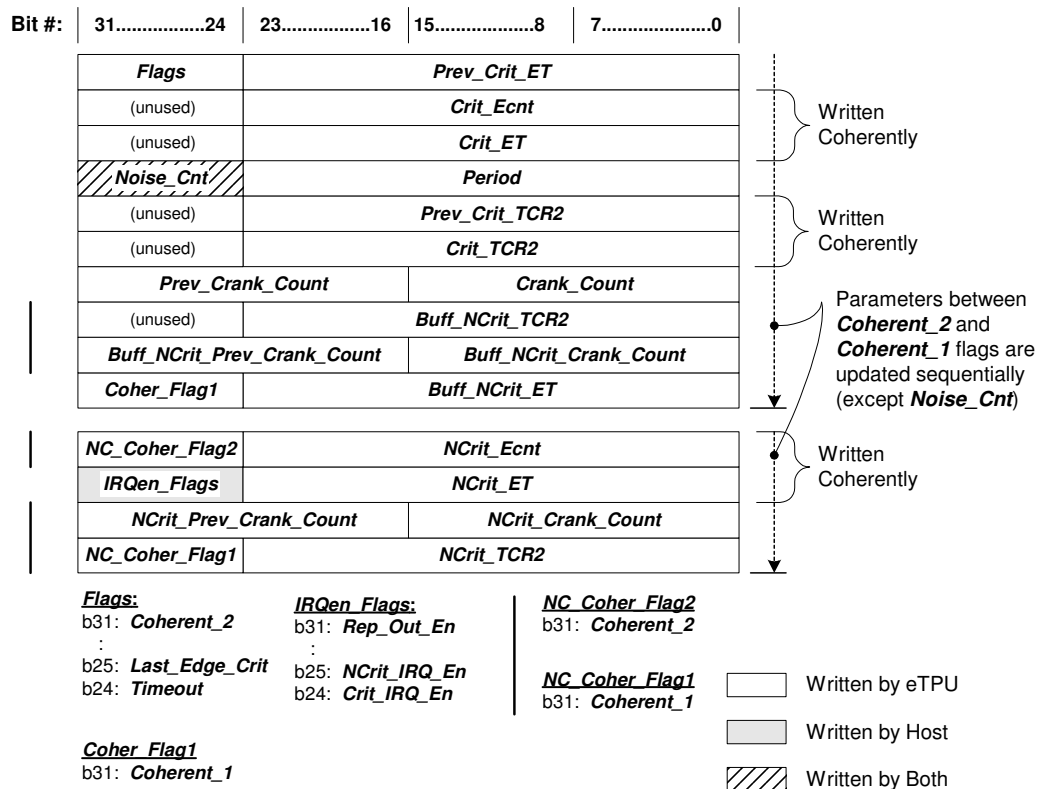 Bit #: 31.................24 23.................16 15...................8 7.....................0
Flags Prev_Crit_ET
(unused) Crit_Ecnt
(unused) Crit_ET
Written
Coherently
Noise_Cnt Period
(unused) Prev_Crit_TCR2
(unused) Crit_TCR2
Written
Coherently
Prev_Crank_Count Crank_Count
(unused) Buff_NCrit_TCR2
Buff_NCrit_Prev_Crank_Count Buff_NCrit_Crank_Count
Coher_Flag1 Buff_NCrit_ET
Parameters between
Coherent_2 and
Coherent_1 flags are
updated sequentially
(except Noise_Cnt)
NC_Coher_Flag2 NCrit_Ecnt
IRQen_Flags NCrit_ET
Written
Coherently
NCrit_Prev_Crank_Count NCrit_Crank_Count
NC_Coher_Flag1 NCrit_TCR2
Flags:
b31: Coherent_2
:
b25: Last_Edge_Crit
b24: Timeout
Coher_Flag1
b31: Coherent_1
IRQen_Flags:
b31: Rep_Out_En
:
b25: NCrit_IRQ_En
b24: Crit_IRQ_En
NC_Coher_Flag2
b31: Coherent_2
NC_Coher_Flag1
b31: Coherent_1
Written by eTPU
Written by Host
Written by Both